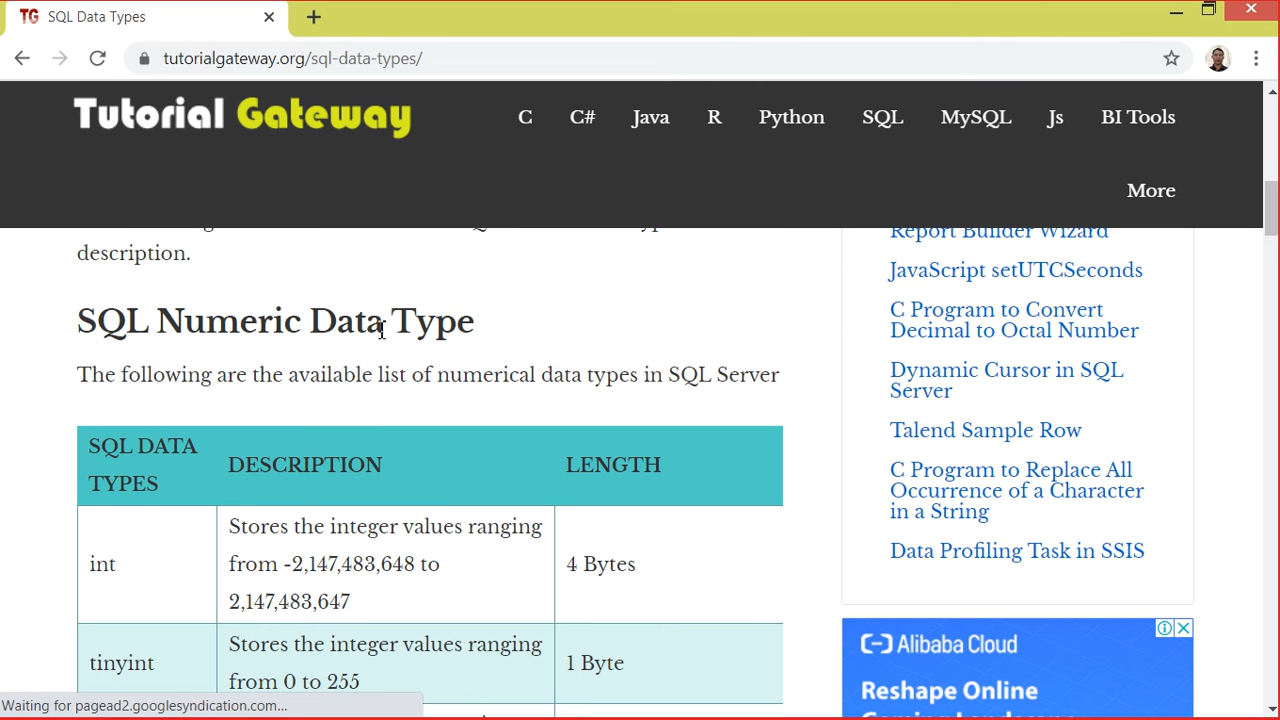 TG SQL Data Types
tutorialgateway.org/sql-data-types/
Tutorial Gateway
C C# Java R Python SQL MySQL Js BI Tools
More
description.
SQL Numeric Data Type
The following are the available list of numerical data types in SQL Server
SQL DATA
TYPES
DESCRIPTION
LENGTH
int
Stores the integer values ranging
from -2,147,483,648 to
2,147,483,647
4 Bytes
tinyint
Stores the integer values ranging
from 0 to 255
1 Byte
Report Builder Wizard
JavaScript setUTCSeconds
C Program to Convert
Decimal to Octal Number
Dynamic Cursor in SQL
Server
Talend Sample Row
C Program to Replace All
Occurrence of a Character
in a String
Data Profiling Task in SSIS
Alibaba Cloud
Reshape Online
Waiting for pagead2.googlesyndication.com...